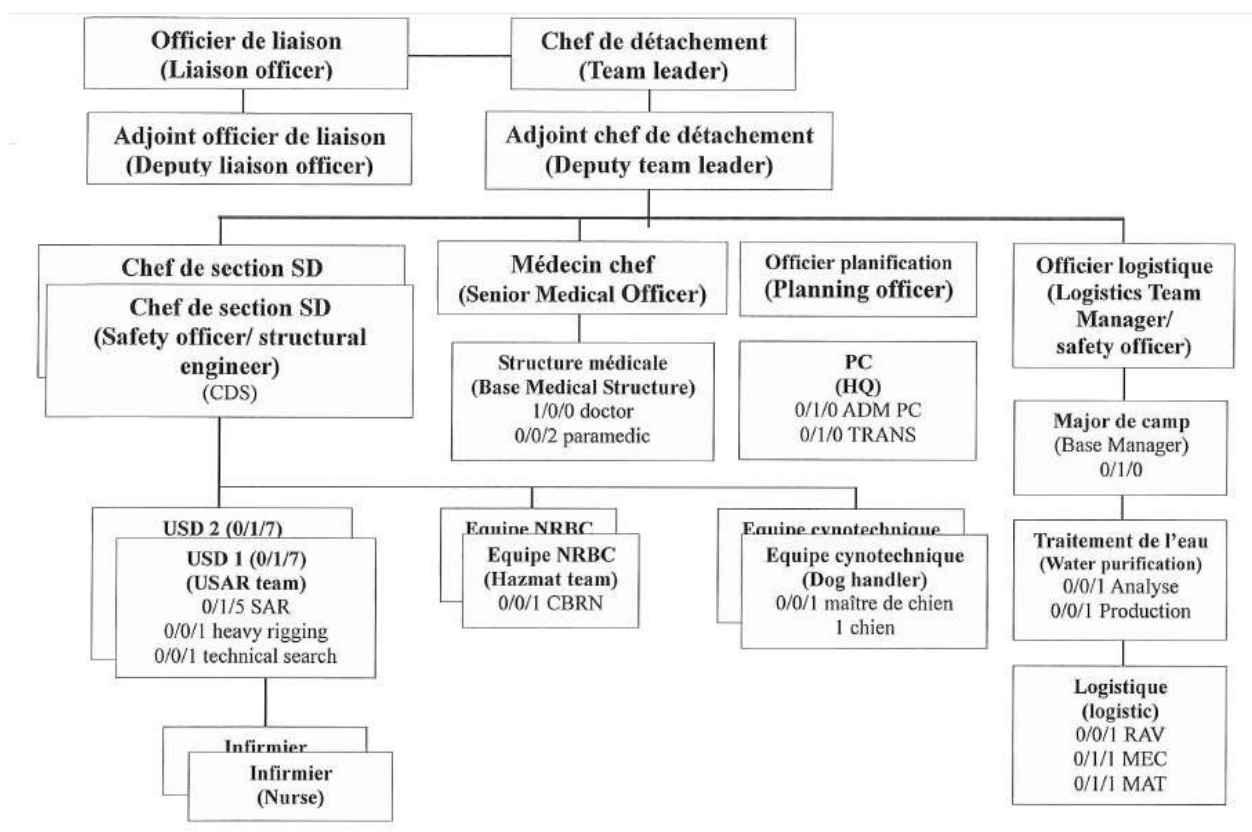 Officier de liaison
(Liaison officer)
Chef de détachement
(Team leader)
Adjoint officier de liaison
(Deputy liaison officer)
Adjoint chef de détachement
(Deputy team leader)
Chef de section SD
Chef de section SD
(Safety officer/ structural
engineer)
(CDS)
Médecin chef
(Senior Medical Officer)
Officier planification
(Planning officer)
Officier logistique
(Logistics Team
Manager/
safety officer)
Structure médicale
(Base Medical Structure)
1/0/0 doctor
0/0/2 paramedic
PC
(HQ)
0/1/0 ADM PC
0/1/0 TRANS
Major de camp
(Base Manager)
0/1/0
USD 2 (0/1/7)
USD 1 (0/1/7)
(USAR team)
0/1/5 SAR
0/0/1 heavy rigging
0/0/1 technical search
Equipe NRBC
Equipe NRBC
(Hazmat team)
0/0/1 CBRN
Equipe cynotechnique
Equipe cynotechnique
(Dog handler)
0/0/1 maître de chien
1 chien
Traitement de l'eau
(Water purification)
0/0/1 Analyse
0/0/1 Production
Infirmier
Infirmier
(Nurse)
Logistique
(logistic)
0/0/1 RAV
0/1/1 MEC
0/1/1 MAT